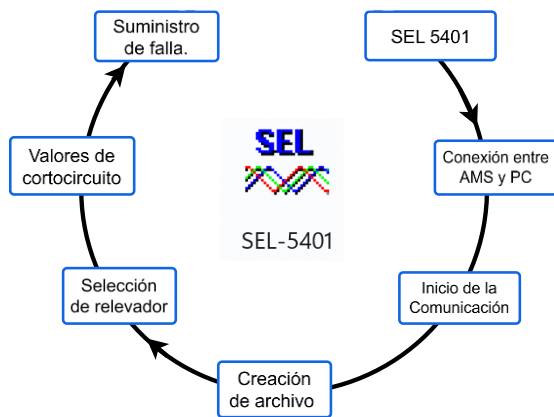 SEL 5401
Conexión entre
AMS y PC
Inicio de la
Comunicación
Creación
de archivo
Selección
de relevador
Valores de
cortocircuito
Suministro
de falla.
SEL
SEL-5401